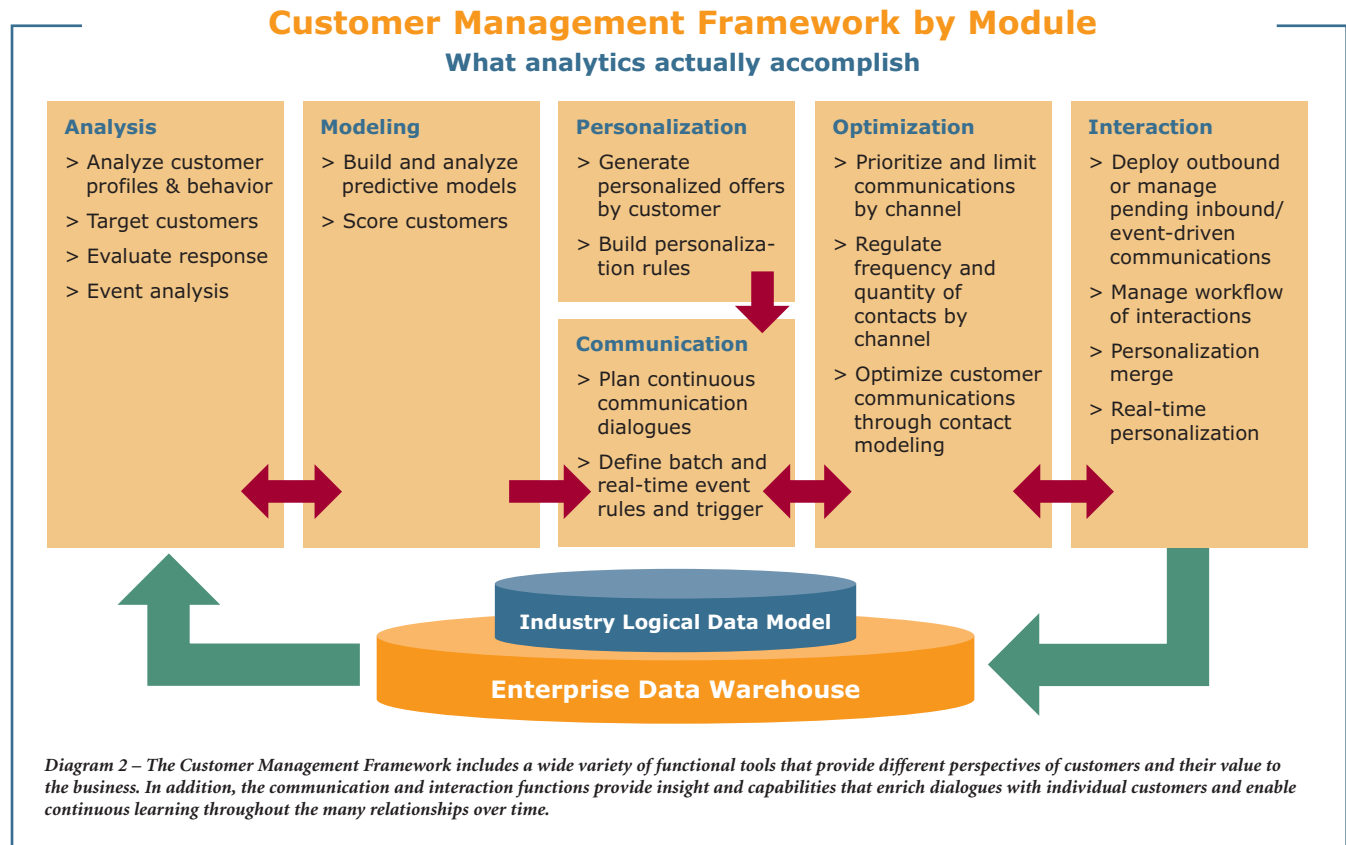 Customer Management Framework by Module
What analytics actually accomplish
Analysis
> Analyze customer
profiles & behavior
> Target customers
> Evaluate response
> Event analysis
Modeling
> Build and analyze
predictive models
> Score customers
Personalization
> Generate
personalized offers
by customer
> Build personaliza-
tion rules
Communication
> Plan continuous
communication
dialogues
> Define batch and
real-time event
rules and trigger
Optimization
> Prioritize and limit
communications
by channel
> Regulate
frequency and
quantity of
contacts by
channel
> Optimize customer
communications
through contact
modeling
Interaction
> Deploy outbound
or manage
pending inbound/
event-driven
communications
> Manage workflow
of interactions
> Personalization
merge
> Real-time
personalization
Industry Logical Data Model
Enterprise Data Warehouse
Diagram 2 – The Customer Management Framework includes a wide variety of functional tools that provide different perspectives of customers and their value to
the business. In addition, the communication and interaction functions provide insight and capabilities that enrich dialogues with individual customers and enable
continuous learning throughout the many relationships over time.